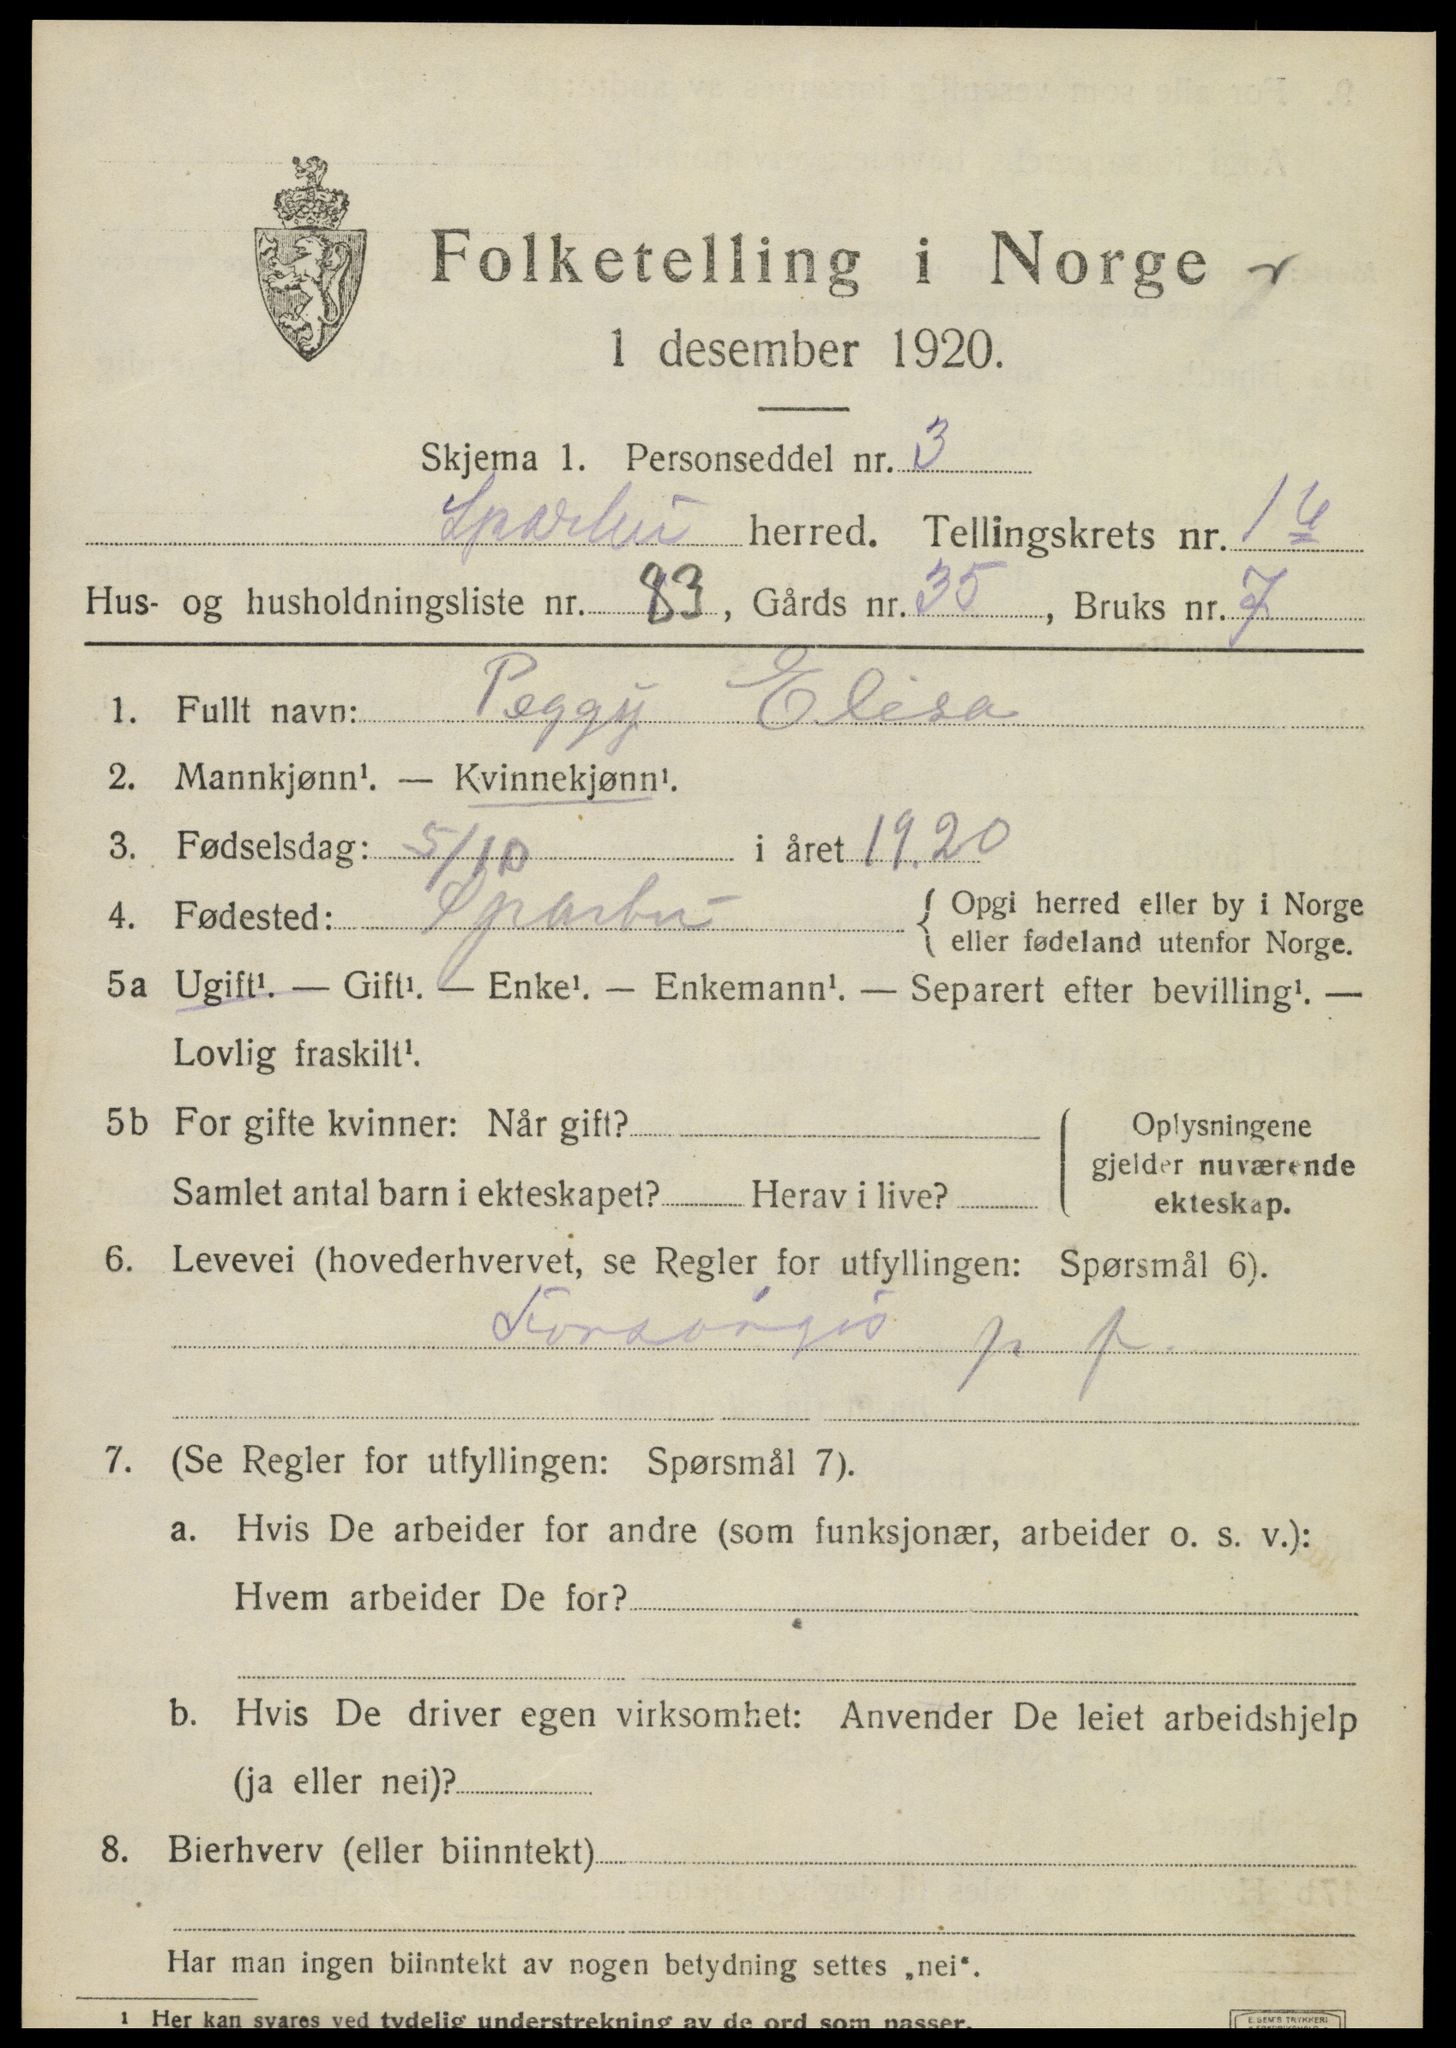 Folketelling i Norge
1 desember 1920.
Skjema 1. Personseddel nr. 3
Sparbu herred. Tellingskrets nr. 1
Hus- og husholdningsliste nr. 83, Gårds nr. 35, Bruks nr. 7
1. Fullt navn: Peggy Elisa
2. Mannkjønn¹. — Kvinnekjønn¹.
3. Fødselsdag: 5/10 i året 1920
4. Fødested: Sparbu { Opgi herred eller by i Norge
eller fødeland utenfor Norge.
5a Ugift¹. — Gift¹. — Enke¹. — Enkemann¹. — Separert efter bevilling¹. —
Lovlig fraskilt¹.
5b For gifte kvinner: Når gift?
Samlet antal barn i ekteskapet? Herav i live?
Oplysningene
gjelder nuværende
ekteskap.
6. Levevei (hovederhvervet, se Regler for utfyllingen: Spørsmål 6).
Forsörges p f.
7. (Se Regler for utfyllingen: Spørsmål 7).
a. Hvis De arbeider for andre (som funksjonær, arbeider o. s. v.):
Hvem arbeider De for?
b. Hvis De driver egen virksomhet: Anvender De leiet arbeidshjelp
(ja eller nei)?
8. Bierhverv (eller biinntekt)
Har man ingen biinntekt av nogen betydning settes „nei“.
1 Her kan svares ved tydelig understrekning av de ord som passer.
E. SEM'S TRYKKERI